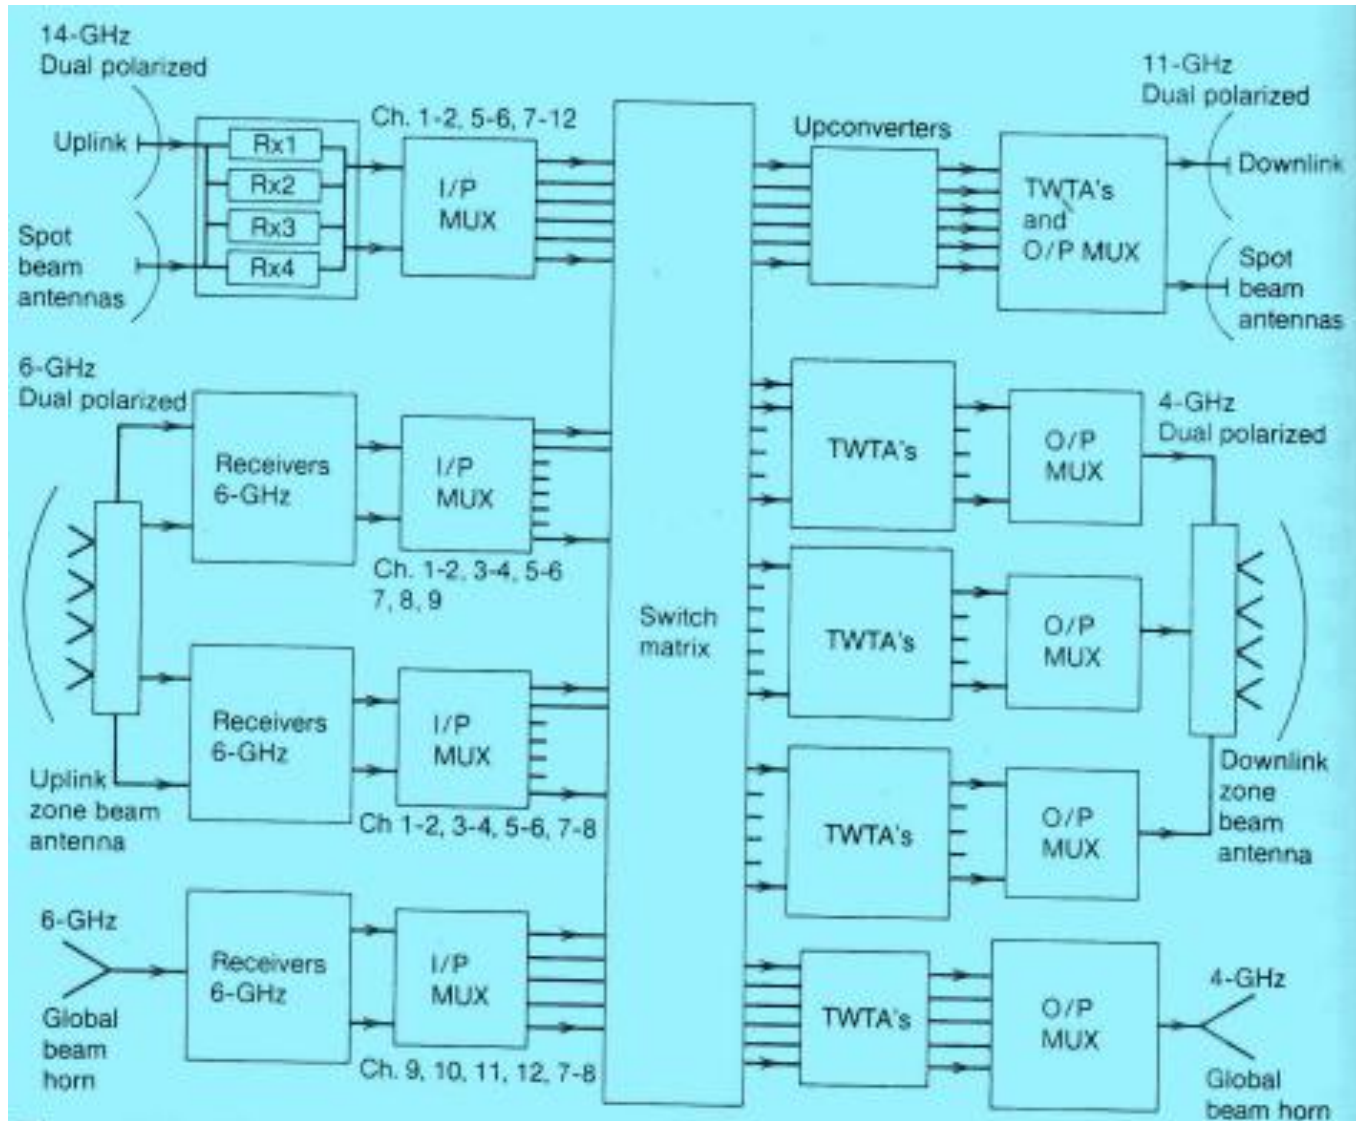 14-GHz
Dual polarized
Uplink
Rx1
Rx2
Rx3
Rx4
Spot
beam
antennas
Ch. 1-2, 5-6, 7-12
I/P
MUX
Upconverters
TWTA's
and
O/P MUX
11-GHz
Dual polarized
Downlink
Spot
beam
antennas
6-GHz
Dual polarized
Receivers
6-GHz
I/P
MUX
Ch. 1-2, 3-4, 5-6
7, 8, 9
Receivers
6-GHz
I/P
MUX
Ch 1-2, 3-4, 5-6, 7-8
Uplink
zone beam
antenna
Switch
matrix
TWTA's
O/P
MUX
4-GHz
Dual polarized
TWTA's
O/P
MUX
TWTA's
O/P
MUX
Downlink
zone
beam
antenna
6-GHz
Global
beam
horn
Receivers
6-GHz
I/P
MUX
Ch. 9, 10, 11, 12, 7-8
TWTA's
O/P
MUX
4-GHz
Global
beam horn